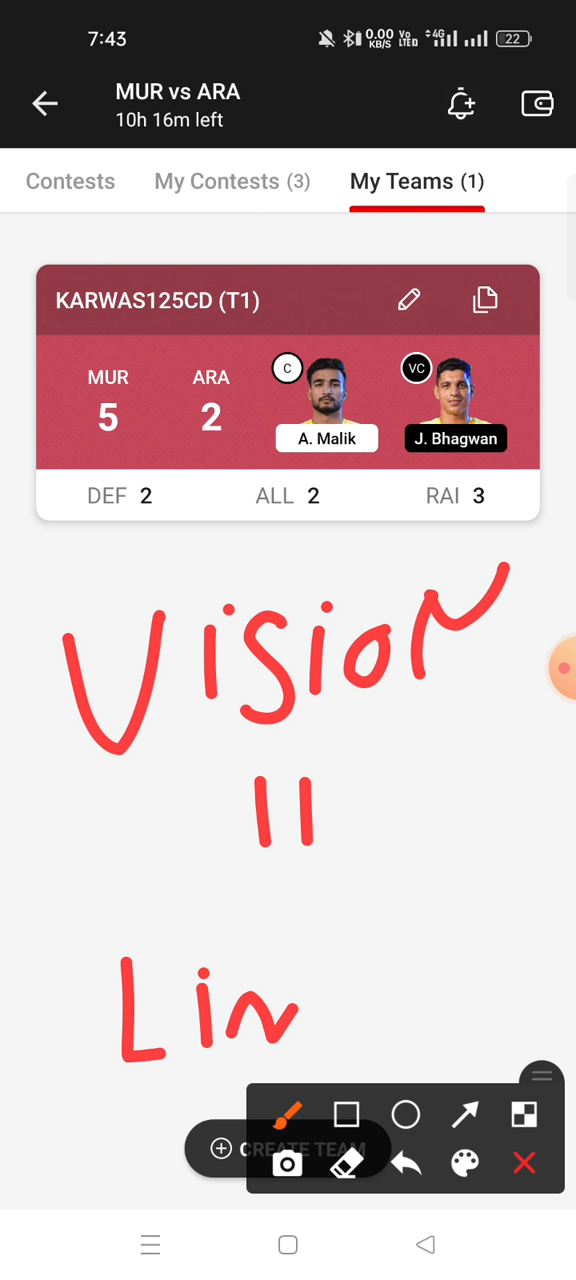 7:43 0.00 KB/S Vo LTED 4G 22
MUR vs ARA
10h 16m left
Contests My Contests (3) My Teams (1)
KARWAS125CD (T1)
MUR ARA C VC
5 2
A. Malik J. Bhagwan
DEF 2 ALL 2 RAI 3
Vision
11
Lin
CREATE TEAM